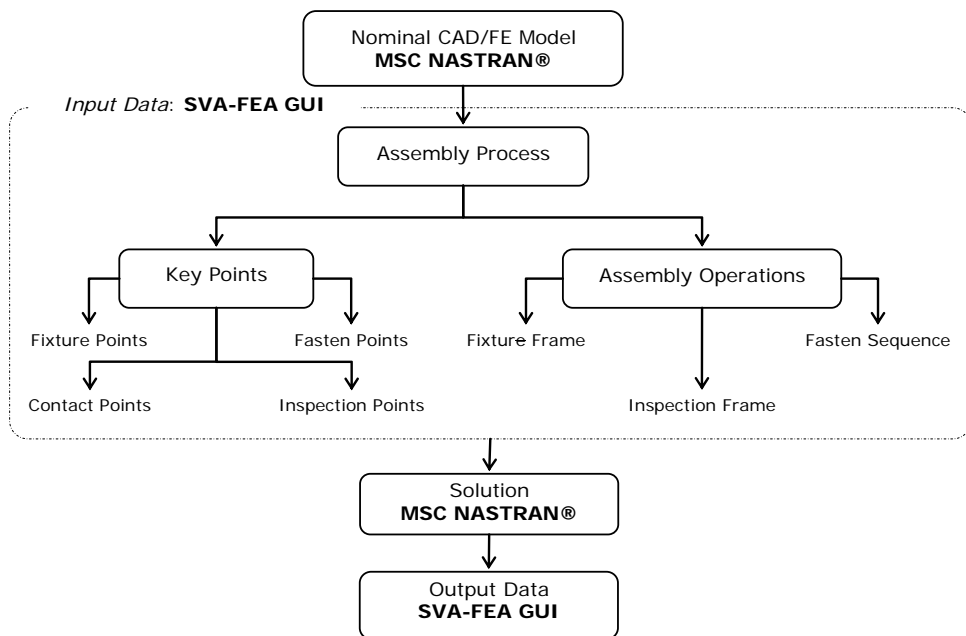 Nominal CAD/FE Model
MSC NASTRAN®
Input Data: SVA-FEA GUI
Assembly Process
Key Points
Assembly Operations
Fixture Points
Fasten Points
Fixture Frame
Fasten Sequence
Contact Points
Inspection Points
Inspection Frame
Solution
MSC NASTRAN®
Output Data
SVA-FEA GUI